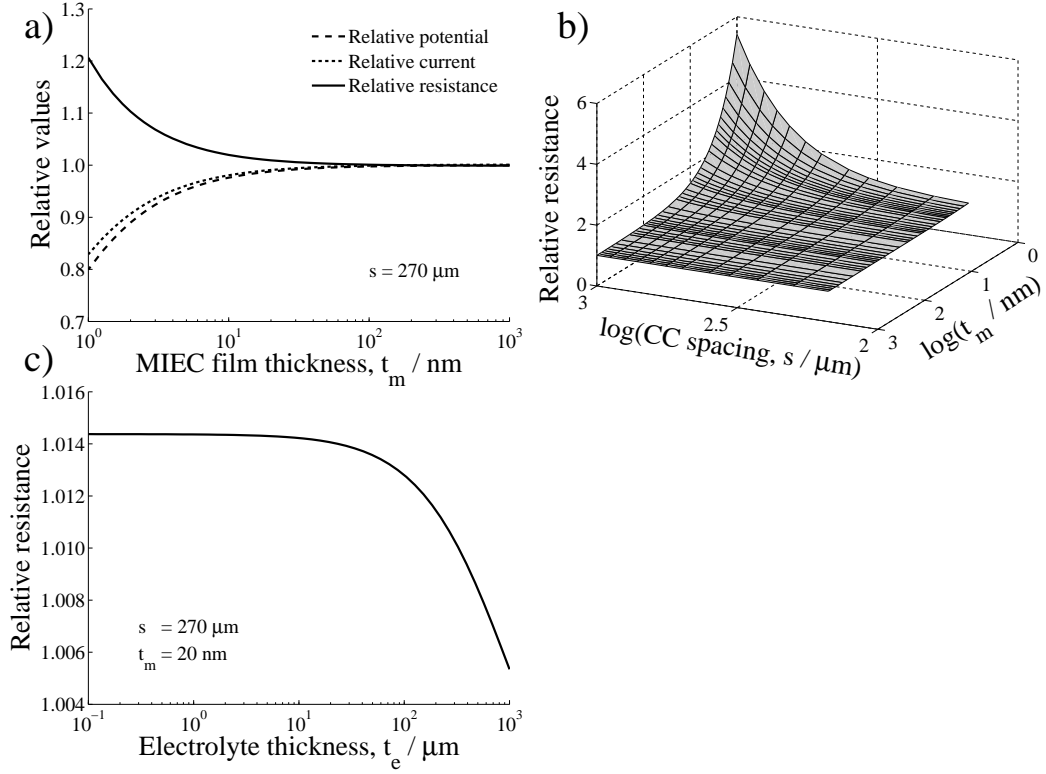 a)
1.3
1.2
1.1
1.0
0.9
0.8
0.7
Relative values
Relative potential
Relative current
Relative resistance
s = 270 μm
10^0 10^1 10^2 10^3
MIEC film thickness, t_m / nm
b)
6
4
2
0
Relative resistance
3 2.5 2
log(CC spacing, s / μm)
3 2 1 0
log(t_m / nm)
c)
1.016
1.014
1.012
1.010
1.008
1.006
1.004
Relative resistance
s = 270 μm
t_m = 20 nm
10^−1 10^0 10^1 10^2 10^3
Electrolyte thickness, t_e / μm